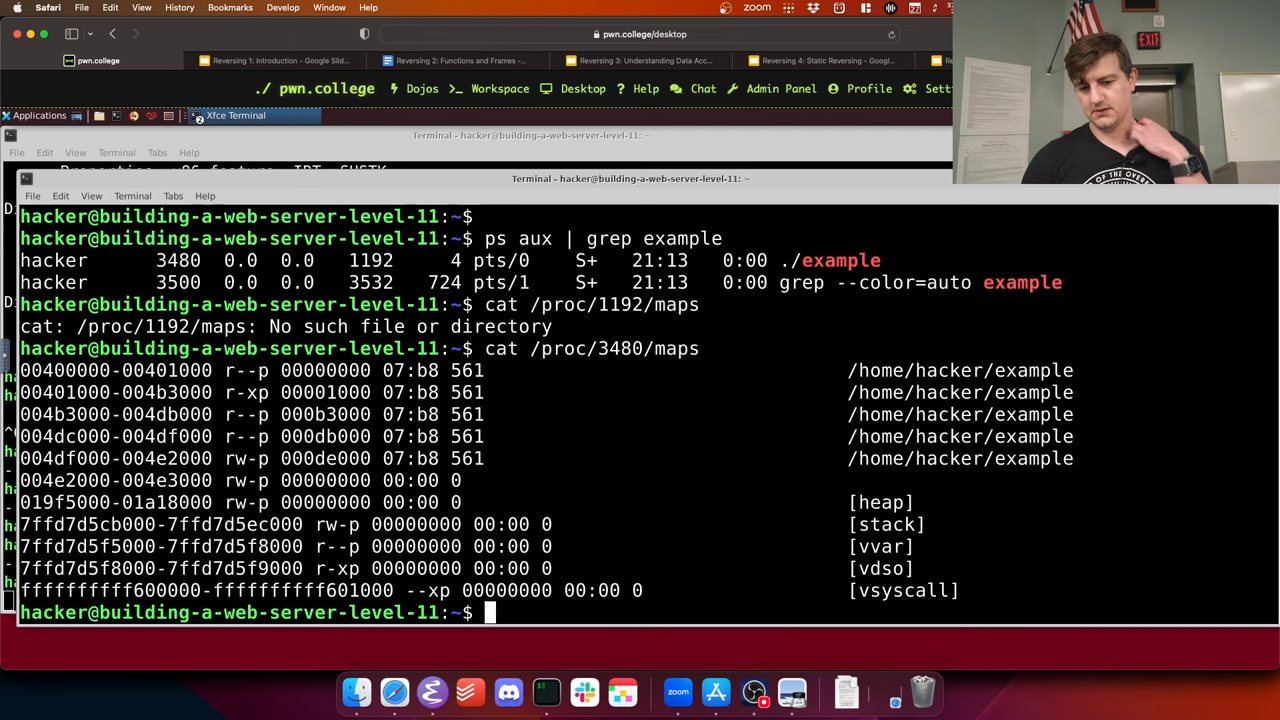 Safari File Edit View History Bookmarks Develop Window Help
zoom
27
pwn.college/desktop
pwn.college
Reversing 1: Introduction - Google Slid...
Reversing 2: Functions and Frames -...
Reversing 3: Understanding Data Acc...
Reversing 4: Static Reversing - Googl...
./ pwn.college Dojos Workspace Desktop Help Chat Admin Panel Profile Setti
EXIT
Applications Xfce Terminal
2
Terminal - hacker@building-a-web-server-level-11: ~
File Edit View Terminal Tabs Help
Terminal - hacker@building-a-web-server-level-11: ~
File Edit View Terminal Tabs Help
hacker@building-a-web-server-level-11:~$
hacker@building-a-web-server-level-11:~$ ps aux | grep example
hacker 3480 0.0 0.0 1192 4 pts/0 S+ 21:13 0:00 ./example
hacker 3500 0.0 0.0 3532 724 pts/1 S+ 21:13 0:00 grep --color=auto example
hacker@building-a-web-server-level-11:~$ cat /proc/1192/maps
cat: /proc/1192/maps: No such file or directory
hacker@building-a-web-server-level-11:~$ cat /proc/3480/maps
00400000-00401000 r--p 00000000 07:b8 561 /home/hacker/example
00401000-004b3000 r-xp 00001000 07:b8 561 /home/hacker/example
004b3000-004db000 r--p 000b3000 07:b8 561 /home/hacker/example
004dc000-004df000 r--p 000db000 07:b8 561 /home/hacker/example
004df000-004e2000 rw-p 000de000 07:b8 561 /home/hacker/example
004e2000-004e3000 rw-p 00000000 00:00 0
019f5000-01a18000 rw-p 00000000 00:00 0 [heap]
7ffd7d5cb000-7ffd7d5ec000 rw-p 00000000 00:00 0 [stack]
7ffd7d5f5000-7ffd7d5f8000 r--p 00000000 00:00 0 [vvar]
7ffd7d5f8000-7ffd7d5f9000 r-xp 00000000 00:00 0 [vdso]
ffffffffff600000-ffffffffff601000 --xp 00000000 00:00 0 [vsyscall]
hacker@building-a-web-server-level-11:~$
zoom